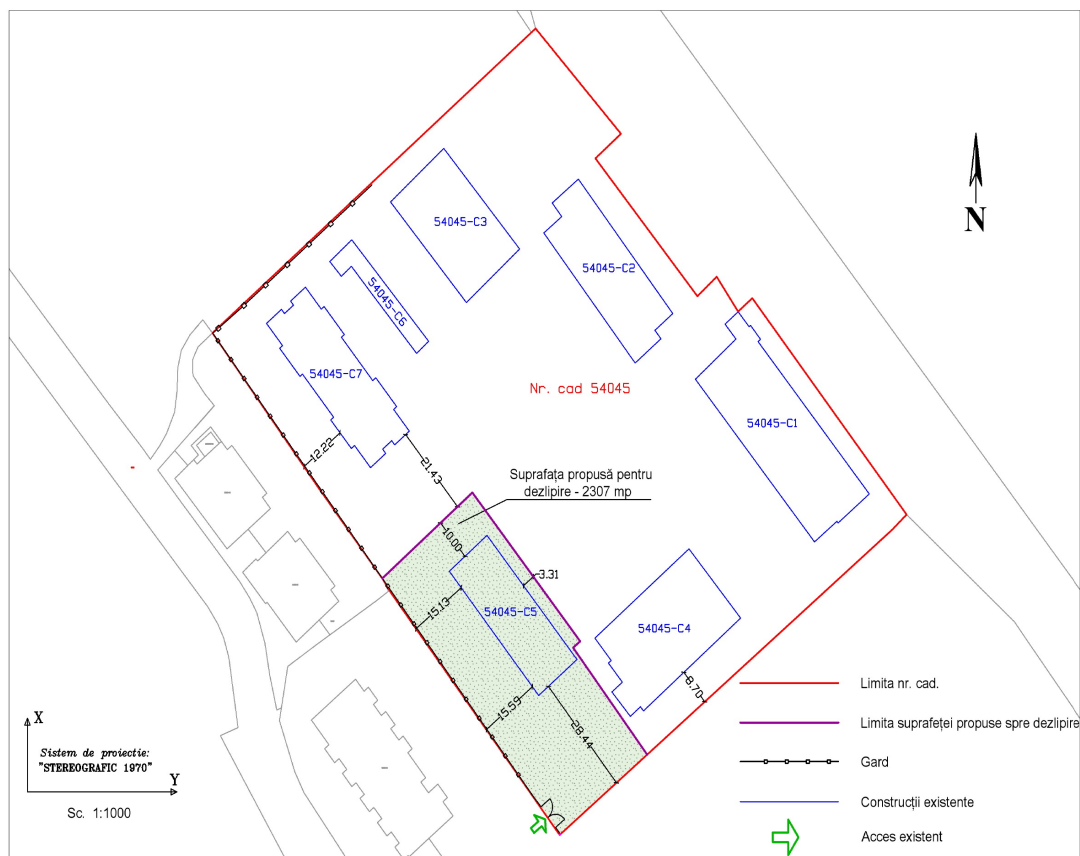 54045-C3
54045-C2
54045-C6
54045-C7
Nr. cad 54045
54045-C1
12.22
21.43
Suprafața propusă pentru
dezlipire - 2307 mp
10.00
3.31
15.13
54045-C5
54045-C4
8.70
15.59
28.44
N
Limita nr. cad.
Limita suprafeței propuse spre dezlipire
Gard
Construcții existente
Acces existent
X
Sistem de proiectie:
"STEREOGRAFIC 1970"
Y
Sc. 1:1000